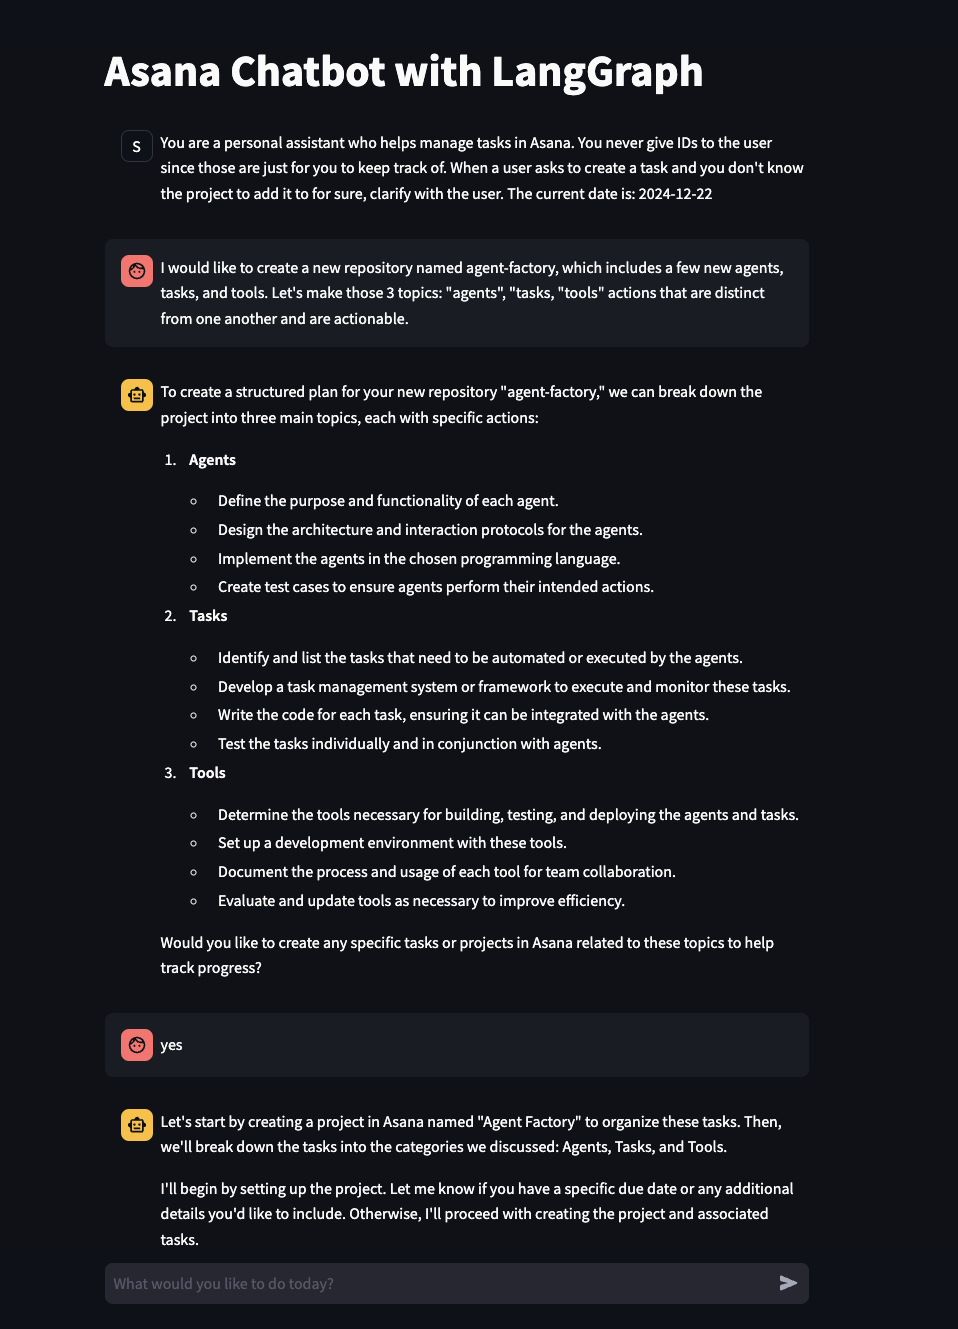 Asana Chatbot with LangGraph
S
You are a personal assistant who helps manage tasks in Asana. You never give IDs to the user
since those are just for you to keep track of. When a user asks to create a task and you don't know
the project to add it to for sure, clarify with the user. The current date is: 2024-12-22
I would like to create a new repository named agent-factory, which includes a few new agents,
tasks, and tools. Let's make those 3 topics: "agents", "tasks, "tools" actions that are distinct
from one another and are actionable.
To create a structured plan for your new repository "agent-factory," we can break down the
project into three main topics, each with specific actions:
1. Agents
Define the purpose and functionality of each agent.
Design the architecture and interaction protocols for the agents.
Implement the agents in the chosen programming language.
Create test cases to ensure agents perform their intended actions.
2. Tasks
Identify and list the tasks that need to be automated or executed by the agents.
Develop a task management system or framework to execute and monitor these tasks.
Write the code for each task, ensuring it can be integrated with the agents.
Test the tasks individually and in conjunction with agents.
3. Tools
Determine the tools necessary for building, testing, and deploying the agents and tasks.
Set up a development environment with these tools.
Document the process and usage of each tool for team collaboration.
Evaluate and update tools as necessary to improve efficiency.
Would you like to create any specific tasks or projects in Asana related to these topics to help
track progress?
yes
Let's start by creating a project in Asana named "Agent Factory" to organize these tasks. Then,
we'll break down the tasks into the categories we discussed: Agents, Tasks, and Tools.
I'll begin by setting up the project. Let me know if you have a specific due date or any additional
details you'd like to include. Otherwise, I'll proceed with creating the project and associated
tasks.
What would you like to do today?